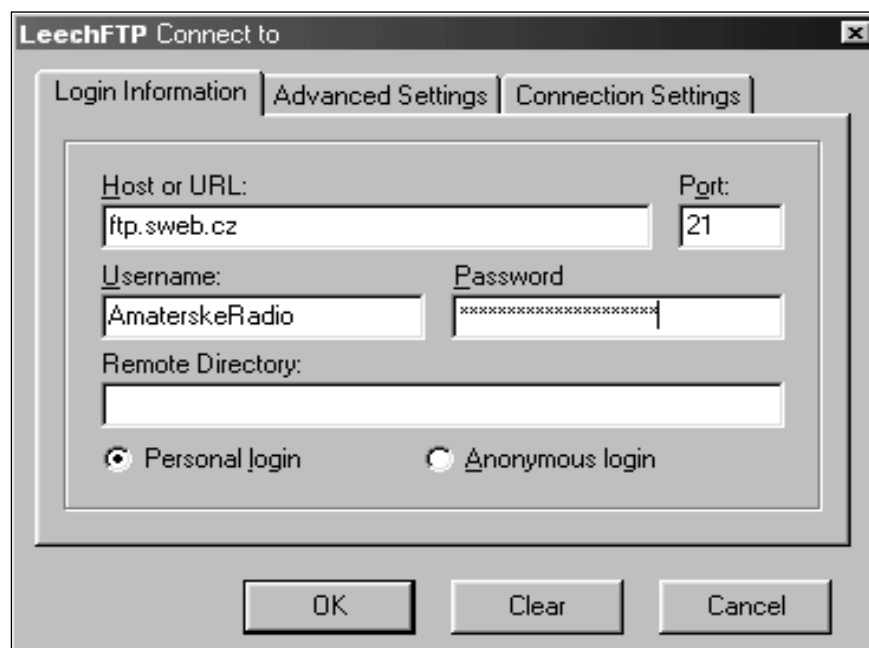 LeechFTP Connect to
Login Information Advanced Settings Connection Settings
Host or URL: Port:
ftp.sweb.cz 21
Username: Password
AmaterskeRadio *********************
Remote Directory:
Personal login Anonymous login
OK Clear Cancel